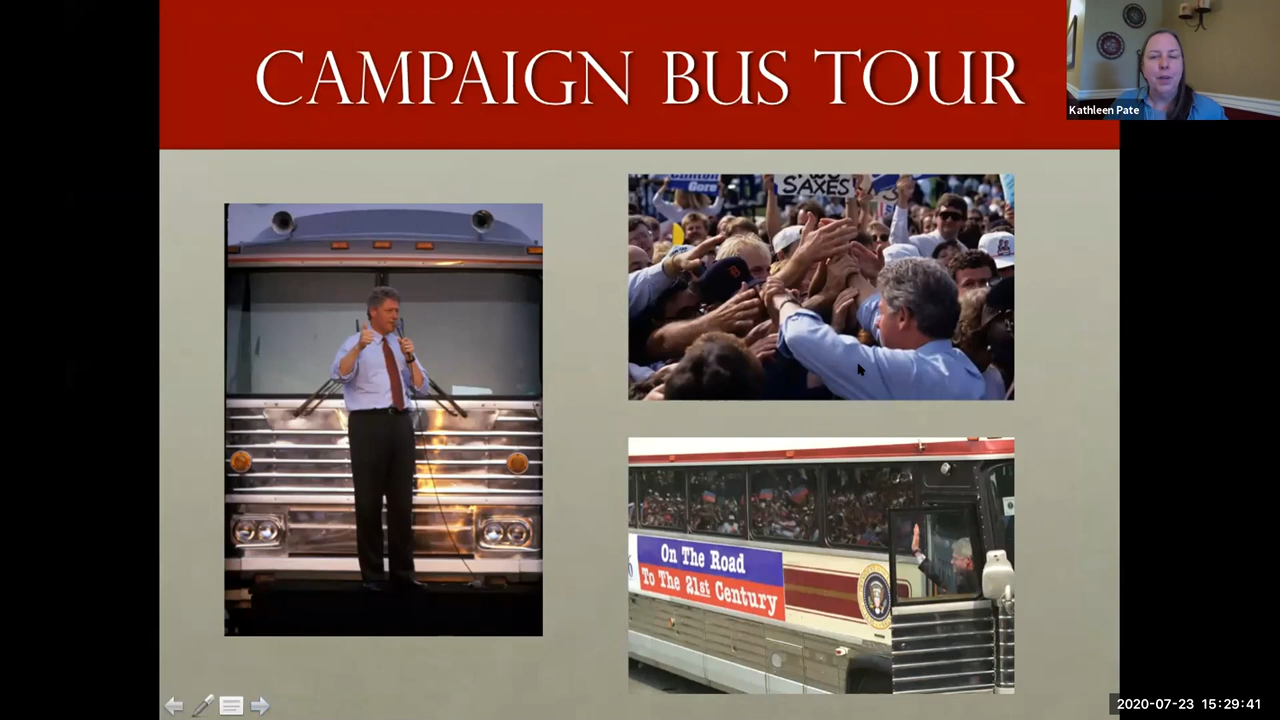 CAMPAIGN BUS TOUR
Kathleen Pate
Clinton
Gore
SAXES
On The Road
To The 21st Century
2020-07-23 15:29:41